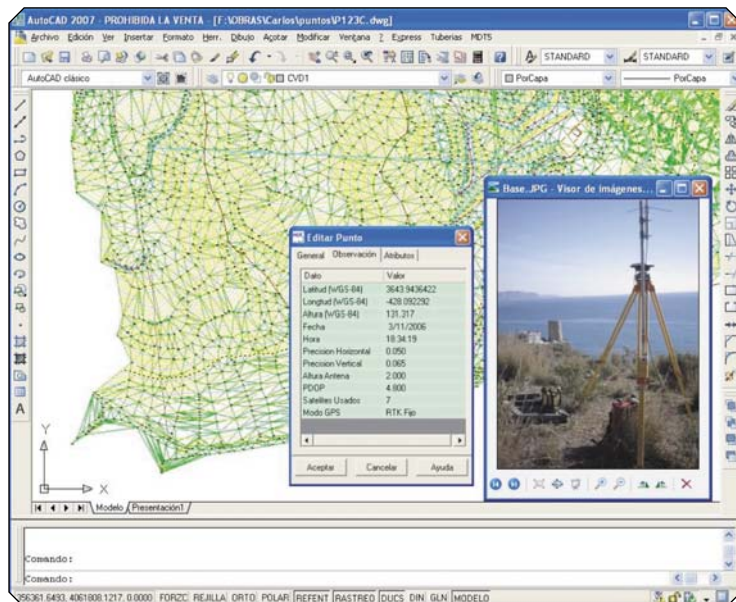 AutoCAD 2007 - PROHIBIDA LA VENTA - [F:\OBRAS\Carlos\puntos\P123C.dwg]
Archivo Edición Ver Insertar Formato Herr. Dibujo Acotar Modificar Ventana ? Express Tuberias MDT5
STANDARD STANDARD
AutoCAD clásico CVD1 PorCapa PorCapa
Base.JPG - Visor de imágenes...
Editar Punto
General Observación Atributos
Dato Valor
Latitud (WGS-84) 3643.9436422
Longitud (WGS-84) -428.092292
Altura (WGS-84) 131.317
Fecha 3/11/2006
Hora 18:34:19
Precision Horizontal 0.050
Precision Vertical 0.065
Altura Antena 2.000
PDOP 4.800
Satelites Usados 7
Modo GPS RTK Fijo
Aceptar Cancelar Ayuda
Y
X
Modelo Presentación1
Comando:
Comando:
356361.6493, 4061808.1217, 0.0000 FORZC REJILLA ORTO POLAR REFENT RASTREO DUCS DIN GLN MODELO